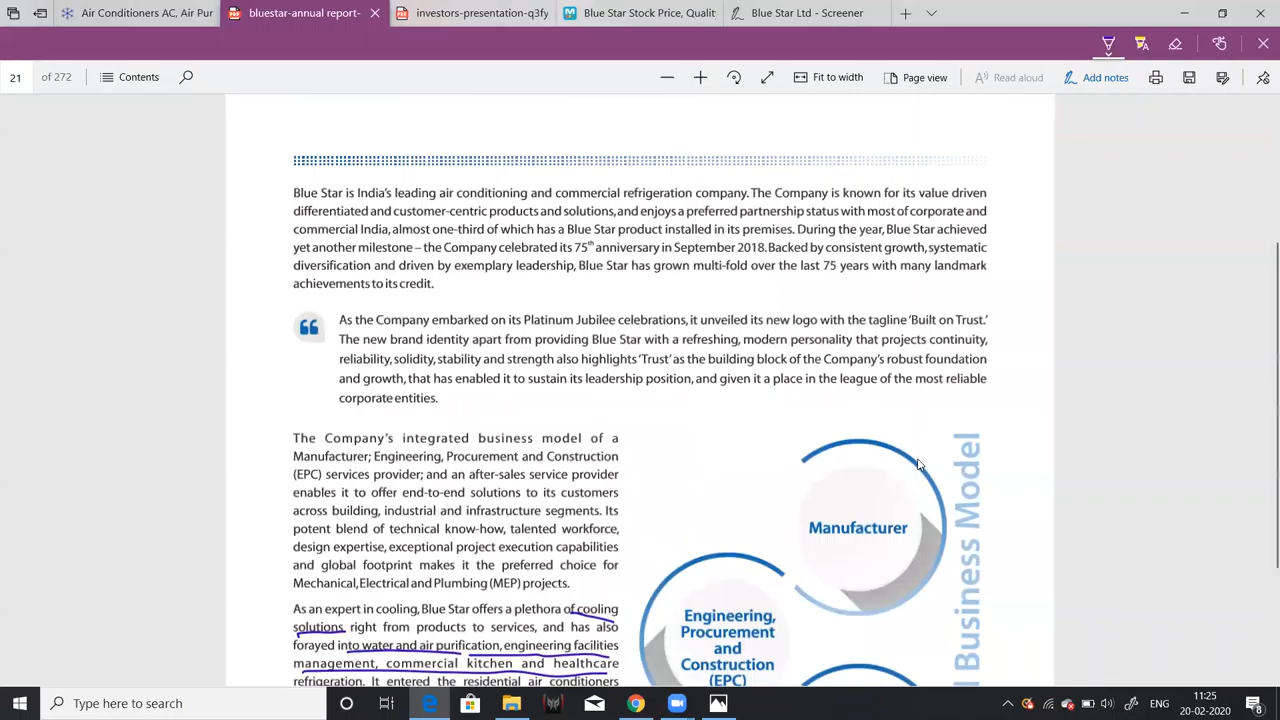 Air Conditioners AC, Air Pur
bluestar-annual report-
investors-presentation-q3fy
Blue Star Stock Price, Qualit
Blue Star Ltd - Screener
21 of 272
Contents
Fit to width
Page view
Read aloud
Add notes
Blue Star is India's leading air conditioning and commercial refrigeration company. The Company is known for its value driven
differentiated and customer-centric products and solutions, and enjoys a preferred partnership status with most of corporate and
commercial India, almost one-third of which has a Blue Star product installed in its premises. During the year, Blue Star achieved
yet another milestone – the Company celebrated its 75th anniversary in September 2018. Backed by consistent growth, systematic
diversification and driven by exemplary leadership, Blue Star has grown multi-fold over the last 75 years with many landmark
achievements to its credit.
As the Company embarked on its Platinum Jubilee celebrations, it unveiled its new logo with the tagline 'Built on Trust.'
The new brand identity apart from providing Blue Star with a refreshing, modern personality that projects continuity,
reliability, solidity, stability and strength also highlights 'Trust' as the building block of the Company's robust foundation
and growth, that has enabled it to sustain its leadership position, and given it a place in the league of the most reliable
corporate entities.
The Company's integrated business model of a
Manufacturer; Engineering, Procurement and Construction
(EPC) services provider; and an after-sales service provider
enables it to offer end-to-end solutions to its customers
across building, industrial and infrastructure segments. Its
potent blend of technical know-how, talented workforce,
design expertise, exceptional project execution capabilities
and global footprint makes it the preferred choice for
Mechanical, Electrical and Plumbing (MEP) projects.
As an expert in cooling, Blue Star offers a plethora of cooling
solutions right from products to services, and has also
forayed into water and air purification, engineering facilities
management, commercial kitchen and healthcare
refrigeration. It entered the residential air conditioners
Manufacturer
Engineering,
Procurement
and
Construction
(EPC)
Business Model
Type here to search
ENG
11:25
20-02-2020
8